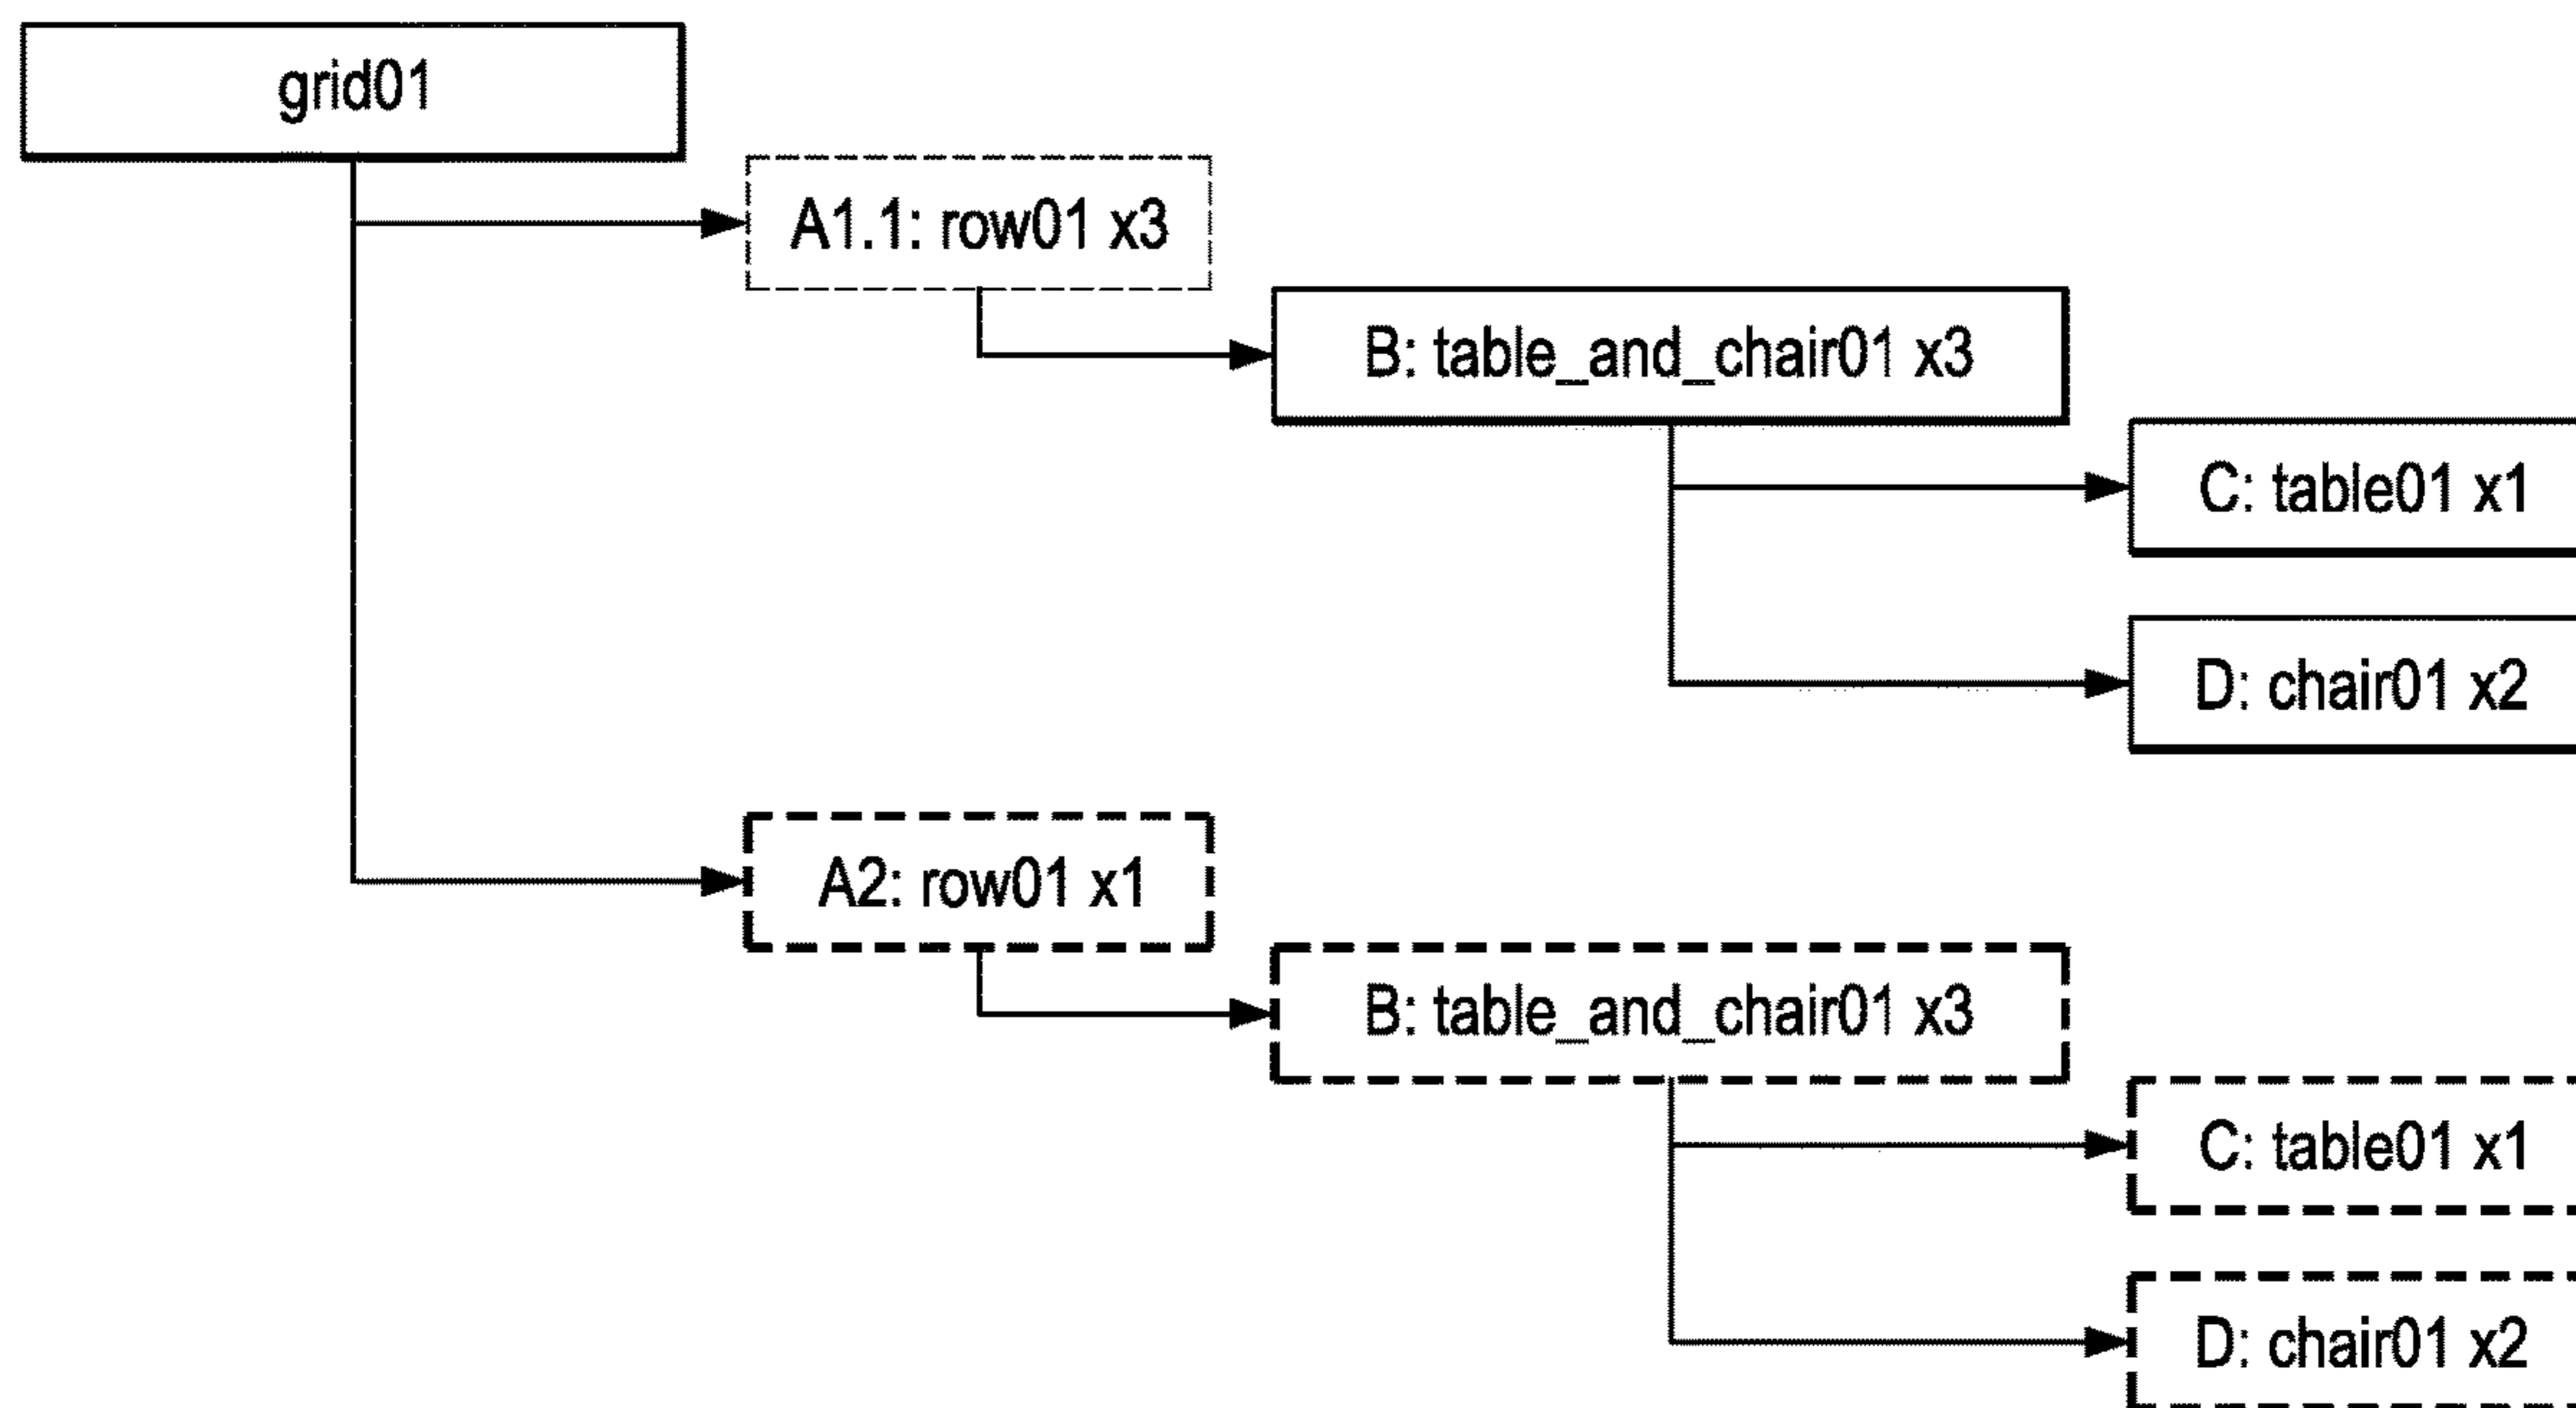 grid01
A1.1: row01 x3
B: table_and_chair01 x3
C: table01 x1
D: chair01 x2
A2: row01 x1
B: table_and_chair01 x3
C: table01 x1
D: chair01 x2